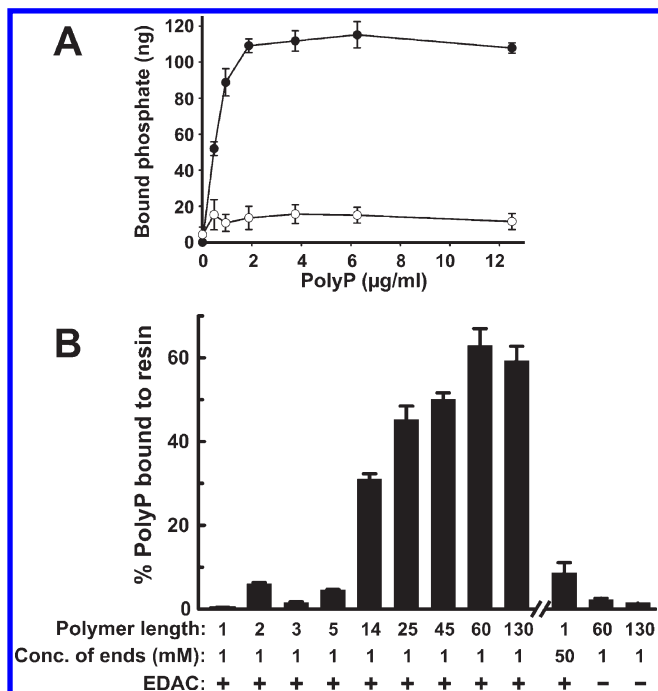 A
Bound phosphate (ng)
120
100
80
60
40
20
0
0 2 4 6 8 10 12
PolyP (µg/ml)
B
% PolyP bound to resin
60
40
20
0
Polymer length: 1 2 3 5 14 25 45 60 130 1 60 130
Conc. of ends (mM): 1 1 1 1 1 1 1 1 1 50 1 1
EDAC: + + + + + + + + + + − −